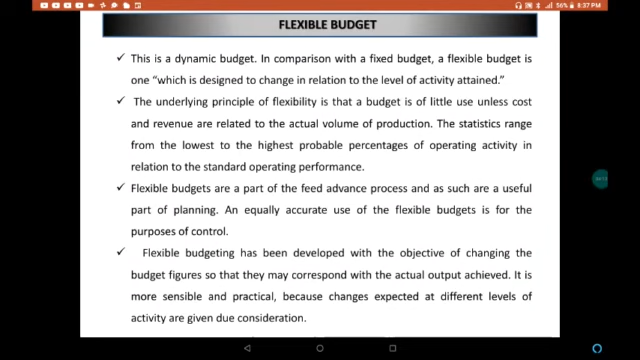 56% 8:37 PM
FLEXIBLE BUDGET
✓ This is a dynamic budget. In comparison with a fixed budget, a flexible budget is
one “which is designed to change in relation to the level of activity attained.”
✓ The underlying principle of flexibility is that a budget is of little use unless cost
and revenue are related to the actual volume of production. The statistics range
from the lowest to the highest probable percentages of operating activity in
relation to the standard operating performance.
✓ Flexible budgets are a part of the feed advance process and as such are a useful
part of planning. An equally accurate use of the flexible budgets is for the
purposes of control.
✓ Flexible budgeting has been developed with the objective of changing the
budget figures so that they may correspond with the actual output achieved. It is
more sensible and practical, because changes expected at different levels of
activity are given due consideration.